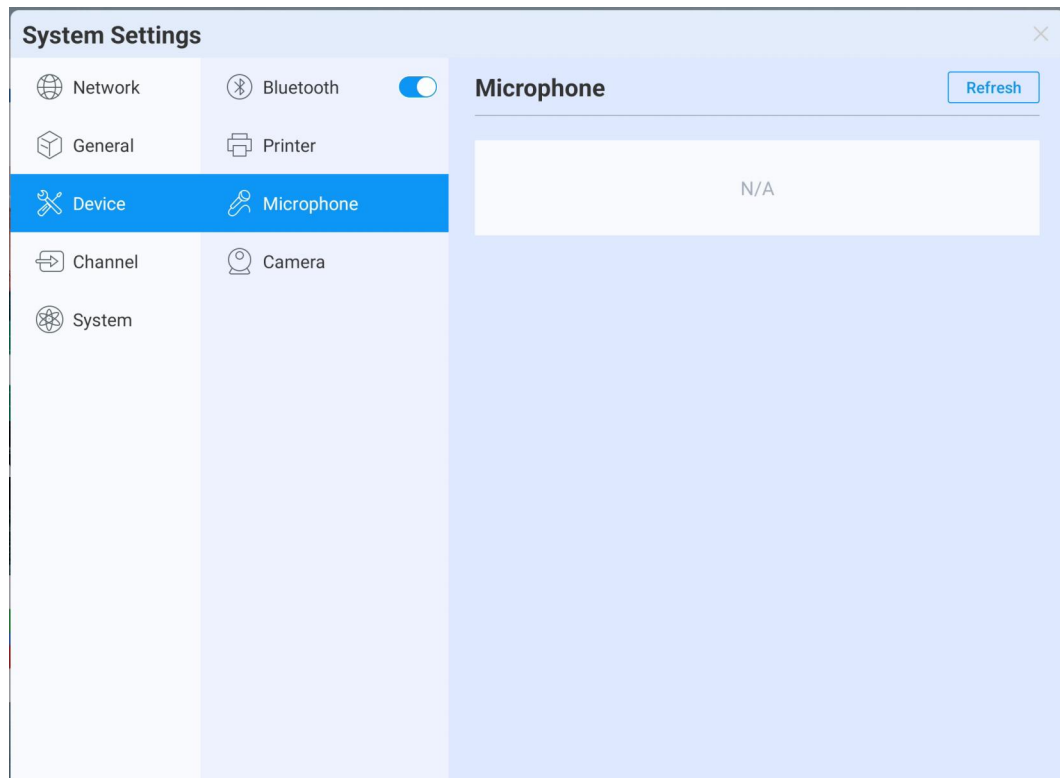 System Settings
Network
General
Device
Channel
System
Bluetooth
Printer
Microphone
Camera
Microphone
Refresh
N/A